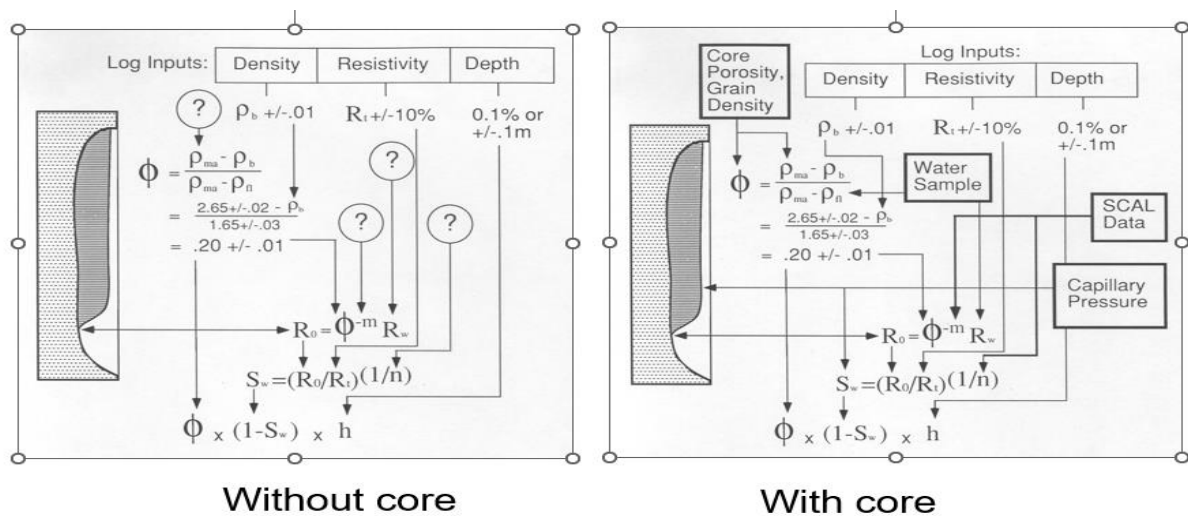 Log Inputs: Density Resistivity Depth
? ρb +/-.01 Rt +/-10% 0.1% or
+/-.1m
ϕ = ρma - ρb / ρma - ρfl
?
= 2.65+/-.02 - ρb / 1.65+/-.03
? ?
= .20 +/- .01
R0 = ϕ-m Rw
Sw=(R0/Rt)(1/n)
ϕ x (1-Sw) x h
Without core
Core
Porosity,
Grain
Density
Log Inputs:
Density Resistivity Depth
ρb +/-.01 Rt +/-10% 0.1% or
+/-.1m
ϕ = ρma - ρb / ρma - ρfl
Water
Sample
= 2.65+/-.02 - ρb / 1.65+/-.03
= .20 +/- .01
SCAL
Data
Capillary
Pressure
R0 = ϕ-m Rw
Sw=(R0/Rt)(1/n)
ϕ x (1-Sw) x h
With core